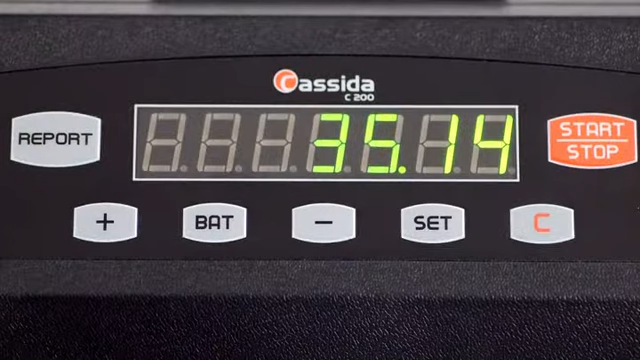 Cassida
C 200
REPORT
35.14
START
STOP
+ BAT - SET C